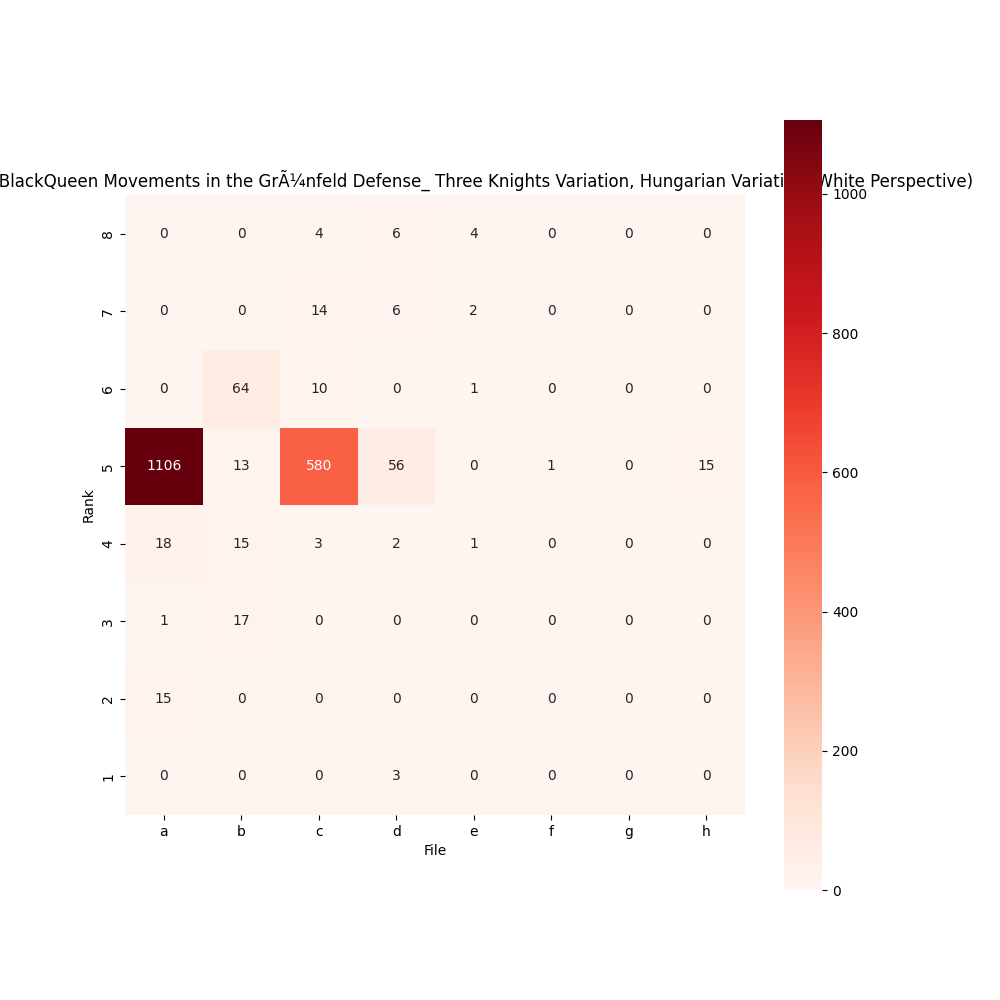 BlackQueen Movements in the GrÃ¼nfeld Defense_ Three Knights Variation, Hungarian Variati White Perspective)
1000
8 0 0 4 6 4 0 0 0
7 0 0 14 6 2 0 0 0
800
6 0 64 10 0 1 0 0 0
5 1106 13 580 56 0 1 0 15
600
Rank
4 18 15 3 2 1 0 0 0
400
3 1 17 0 0 0 0 0 0
2 15 0 0 0 0 0 0 0
200
1 0 0 0 3 0 0 0 0
a b c d e f g h
File
0